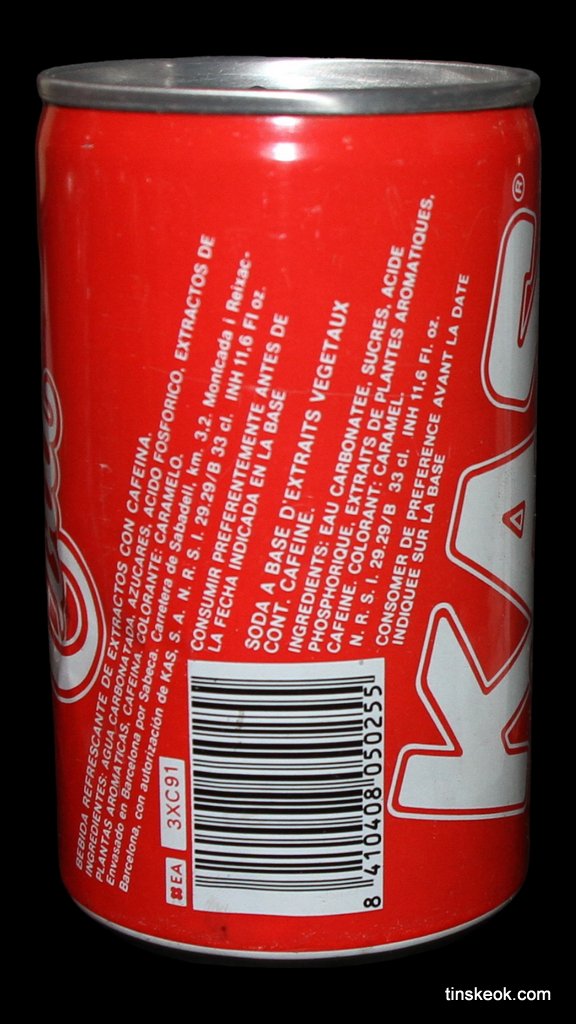 BEBIDA REFRESCANTE DE EXTRACTOS CON CAFEINA.
INGREDIENTES: AGUA CARBONATADA, AZUCARES, ACIDO FOSFORICO, EXTRACTOS DE
PLANTAS AROMATICAS, CAFEINA. COLORANTE: CARAMELO.
Envasado en Barcelona por Sabeca. Carretera de Sabadell, km. 3,2. Montcada i Reixac-
Barcelona, con autorización de KAS, S. A. N. R. S. I. 29.29/B 33 cl. INH 11,6 Fl oz.
CONSUMIR PREFERENTEMENTE ANTES DE
LA FECHA INDICADA EN LA BASE
SODA A BASE D'EXTRAITS VEGETAUX
CONT. CAFEINE.
INGREDIENTS: EAU CARBONATEE, SUCRES, ACIDE
PHOSPHORIQUE, EXTRAITS DE PLANTES AROMATIQUES,
CAFEINE. COLORANT: CARAMEL.
N. R. S. I. 29.29/B 33 cl. INH 11,6 Fl. oz.
CONSOMER DE PREFERENCE AVANT LA DATE
INDIQUEE SUR LA BASE
EA 3XC91
8 410408 050255
KAS®
tinskeok.com